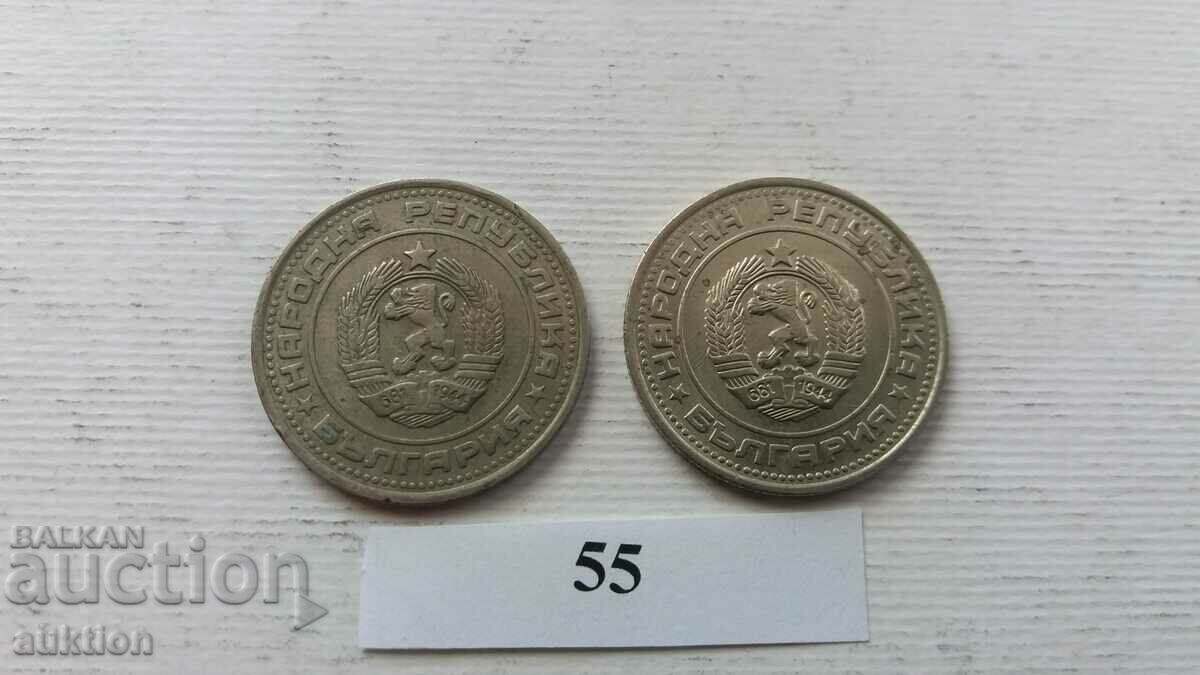 НАРОДНА РЕПУБЛИКА
БЪЛГАРИЯ
681 1944
НАРОДНА РЕПУБЛИКА
БЪЛГАРИЯ
681 1944
55
BALKAN
auction
auktion